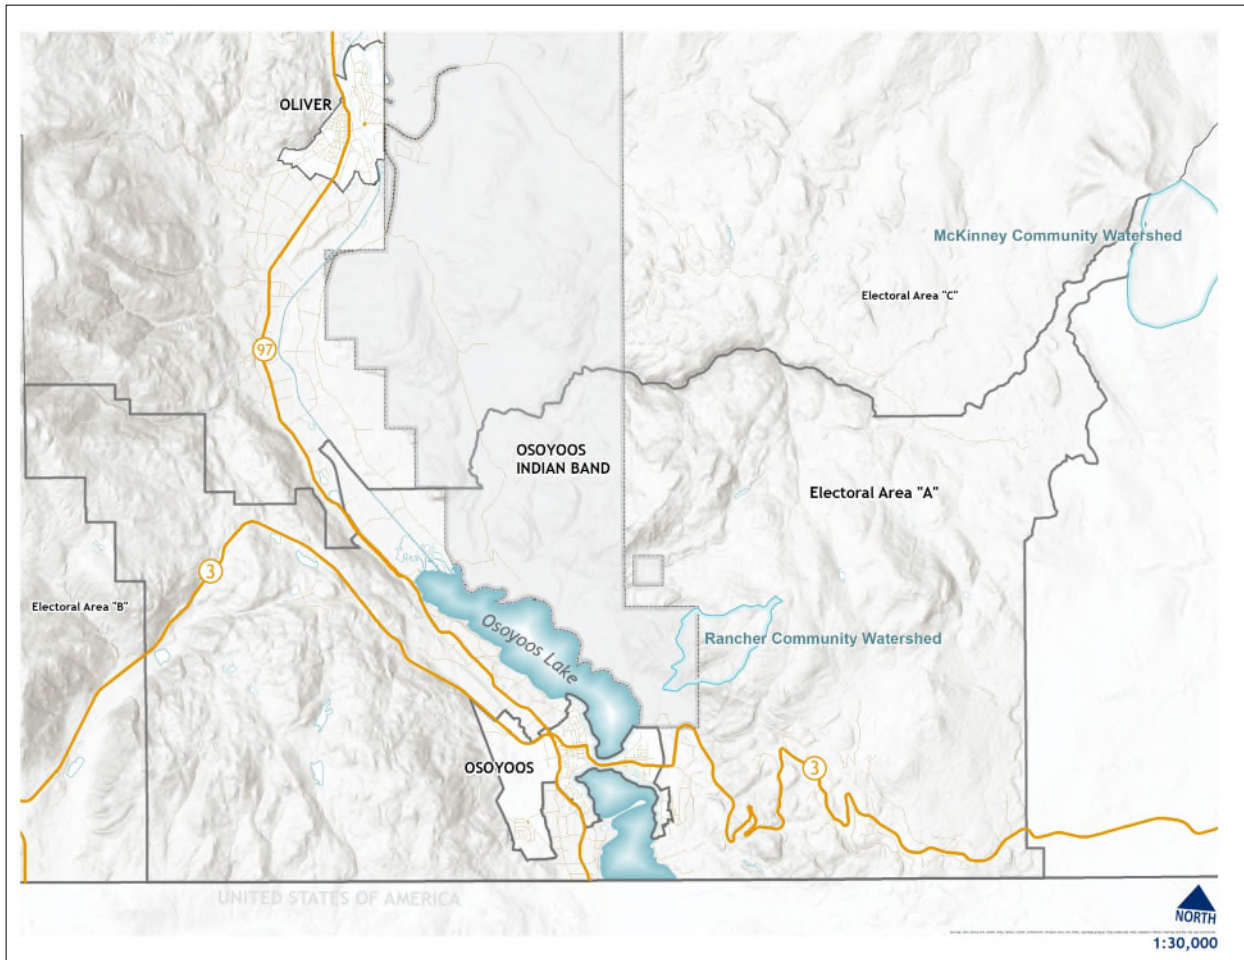 OLIVER
McKinney Community Watershed
Electoral Area "C"
97
OSOYOOS
INDIAN BAND
Electoral Area "A"
3
Electoral Area "B"
Osoyoos Lake
Rancher Community Watershed
OSOYOOS
3
UNITED STATES OF AMERICA
NORTH
1:30,000